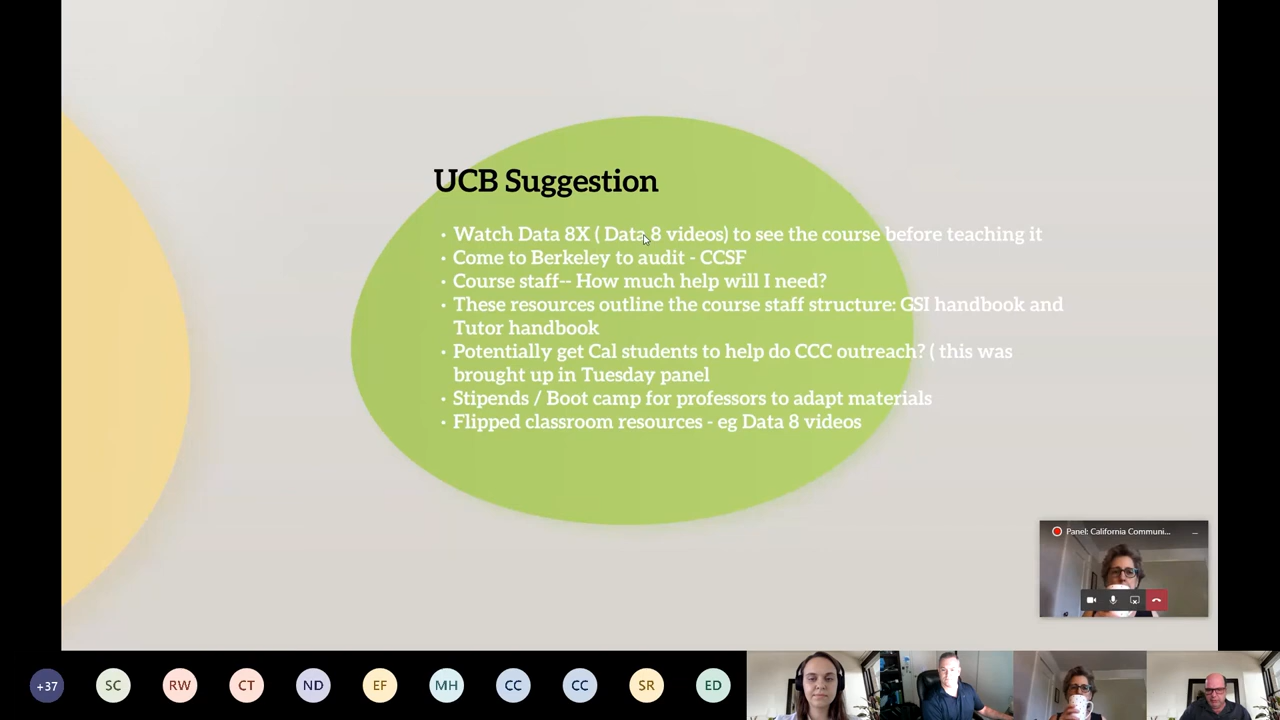 UCB Suggestion
• Watch Data 8X ( Data 8 videos) to see the course before teaching it
• Come to Berkeley to audit - CCSF
• Course staff-- How much help will I need?
• These resources outline the course staff structure: GSI handbook and
Tutor handbook
• Potentially get Cal students to help do CCC outreach? ( this was
brought up in Tuesday panel
• Stipends / Boot camp for professors to adapt materials
• Flipped classroom resources - eg Data 8 videos
Panel: California Communi...
+37 SC RW CT ND EF MH CC CC SR ED